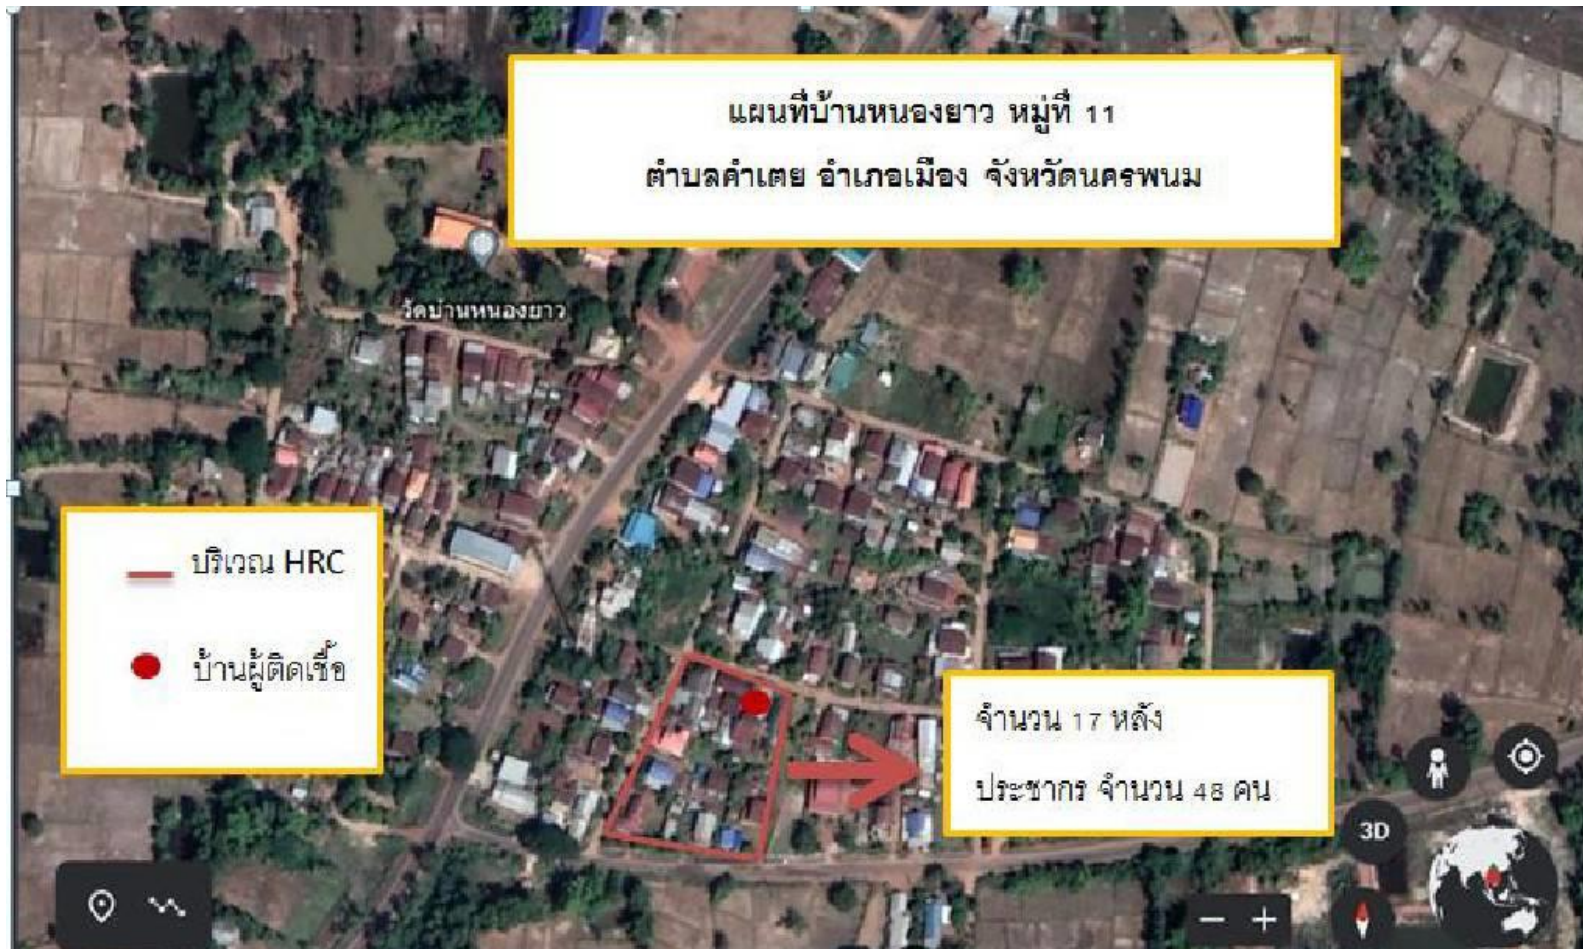 แผนที่บ้านหนองยาว หมู่ที่ 11
ตำบลคำเตย อำเภอเมือง จังหวัดนครพนม
วัดบ้านหนองยาว
บริเวณ HRC
บ้านผู้ติดเชื้อ
จำนวน 17 หลัง
ประชากร จำนวน 48 คน
3D